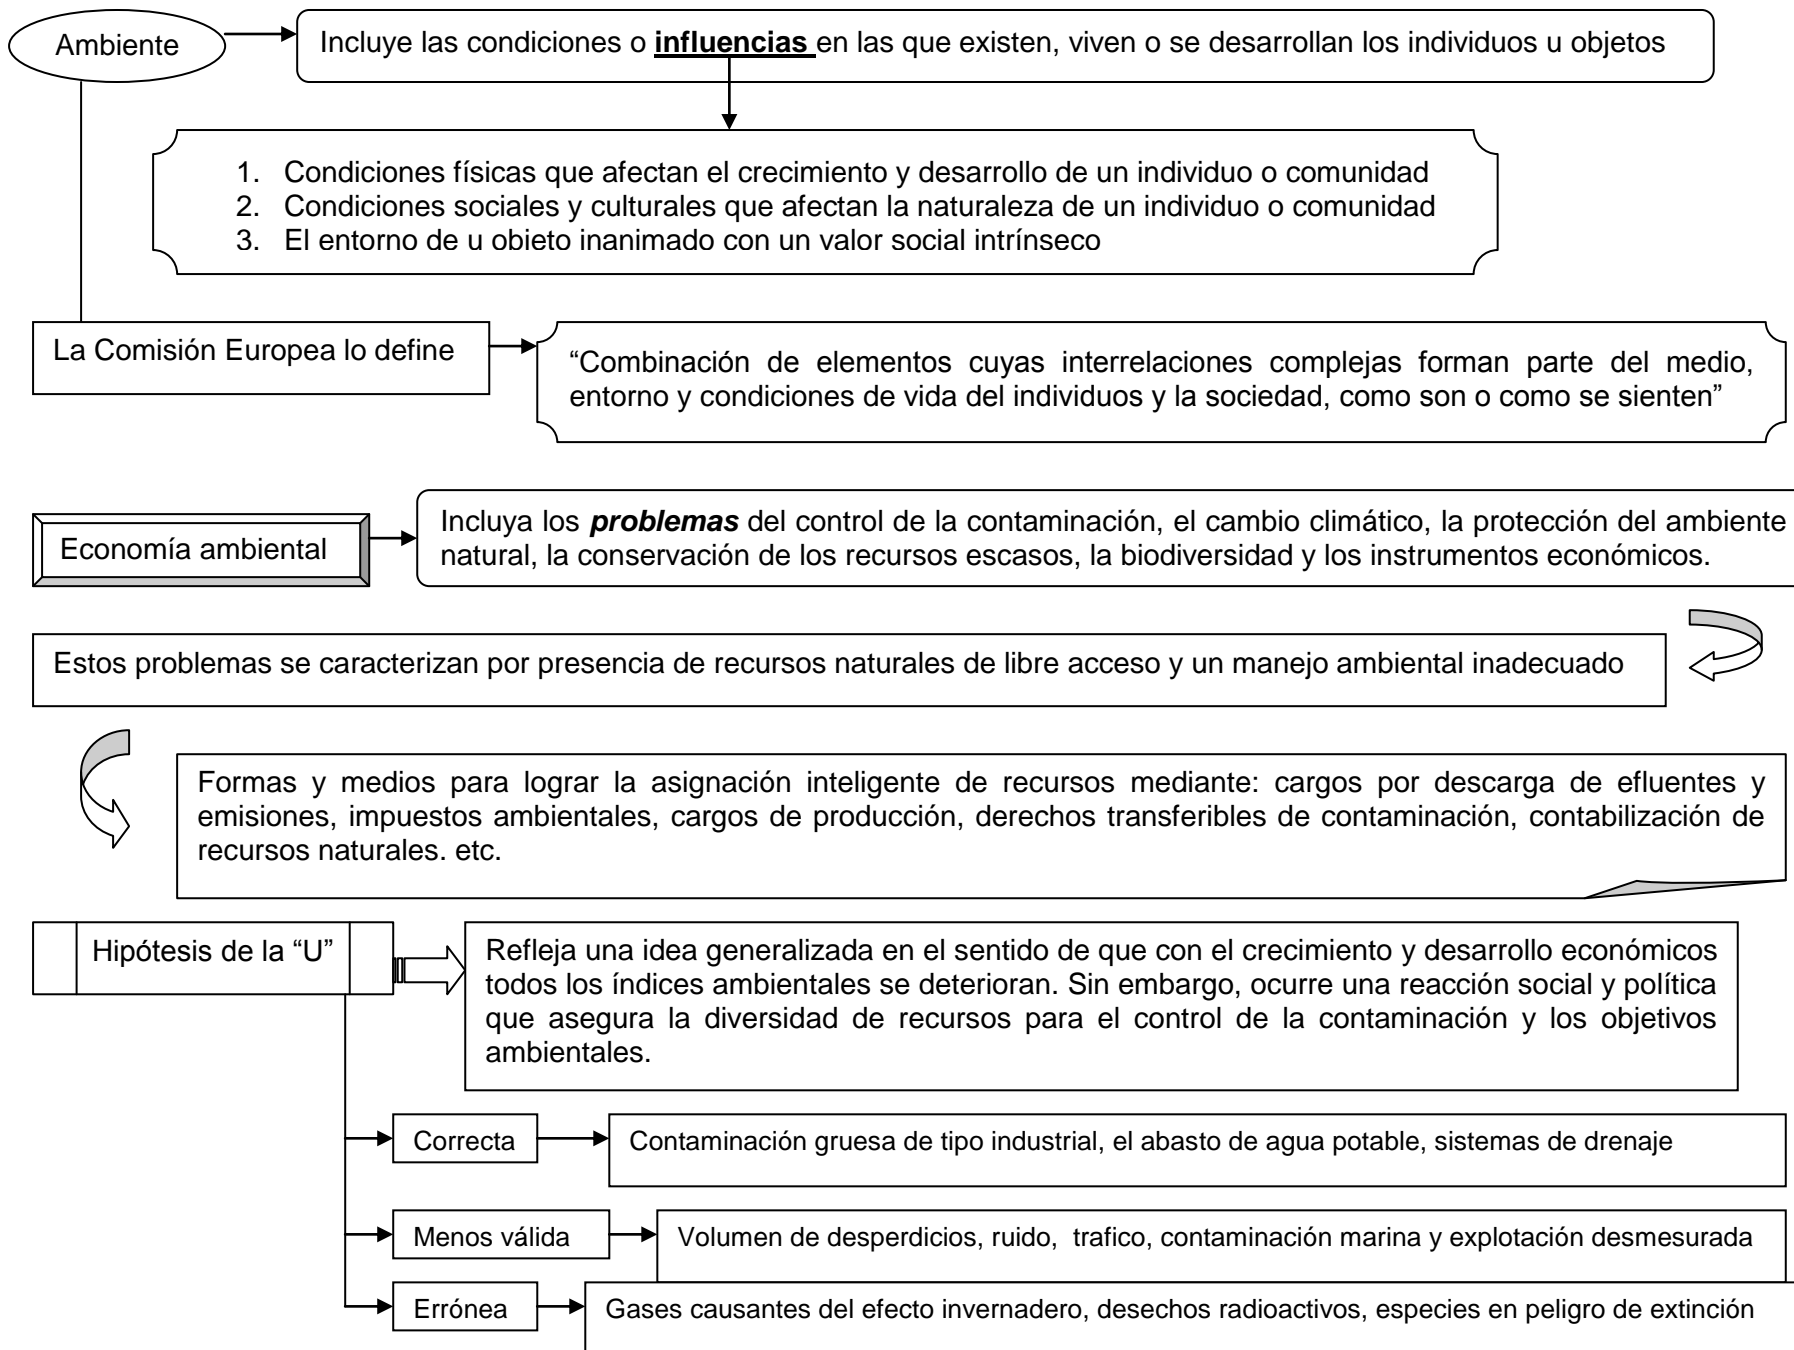 Ambiente
Incluye las condiciones o influencias en las que existen, viven o se desarrollan los individuos u objetos
1. Condiciones físicas que afectan el crecimiento y desarrollo de un individuo o comunidad
2. Condiciones sociales y culturales que afectan la naturaleza de un individuo o comunidad
3. El entorno de u objeto inanimado con un valor social intrínseco
La Comisión Europea lo define
“Combinación de elementos cuyas interrelaciones complejas forman parte del medio,
entorno y condiciones de vida del individuos y la sociedad, como son o como se sienten”
Economía ambiental
Incluya los problemas del control de la contaminación, el cambio climático, la protección del ambiente
natural, la conservación de los recursos escasos, la biodiversidad y los instrumentos económicos.
Estos problemas se caracterizan por presencia de recursos naturales de libre acceso y un manejo ambiental inadecuado
Formas y medios para lograr la asignación inteligente de recursos mediante: cargos por descarga de efluentes y
emisiones, impuestos ambientales, cargos de producción, derechos transferibles de contaminación, contabilización de
recursos naturales. etc.
Hipótesis de la “U”
Refleja una idea generalizada en el sentido de que con el crecimiento y desarrollo económicos
todos los índices ambientales se deterioran. Sin embargo, ocurre una reacción social y política
que asegura la diversidad de recursos para el control de la contaminación y los objetivos
ambientales.
Correcta
Contaminación gruesa de tipo industrial, el abasto de agua potable, sistemas de drenaje
Menos válida
Volumen de desperdicios, ruido, trafico, contaminación marina y explotación desmesurada
Errónea
Gases causantes del efecto invernadero, desechos radioactivos, especies en peligro de extinción